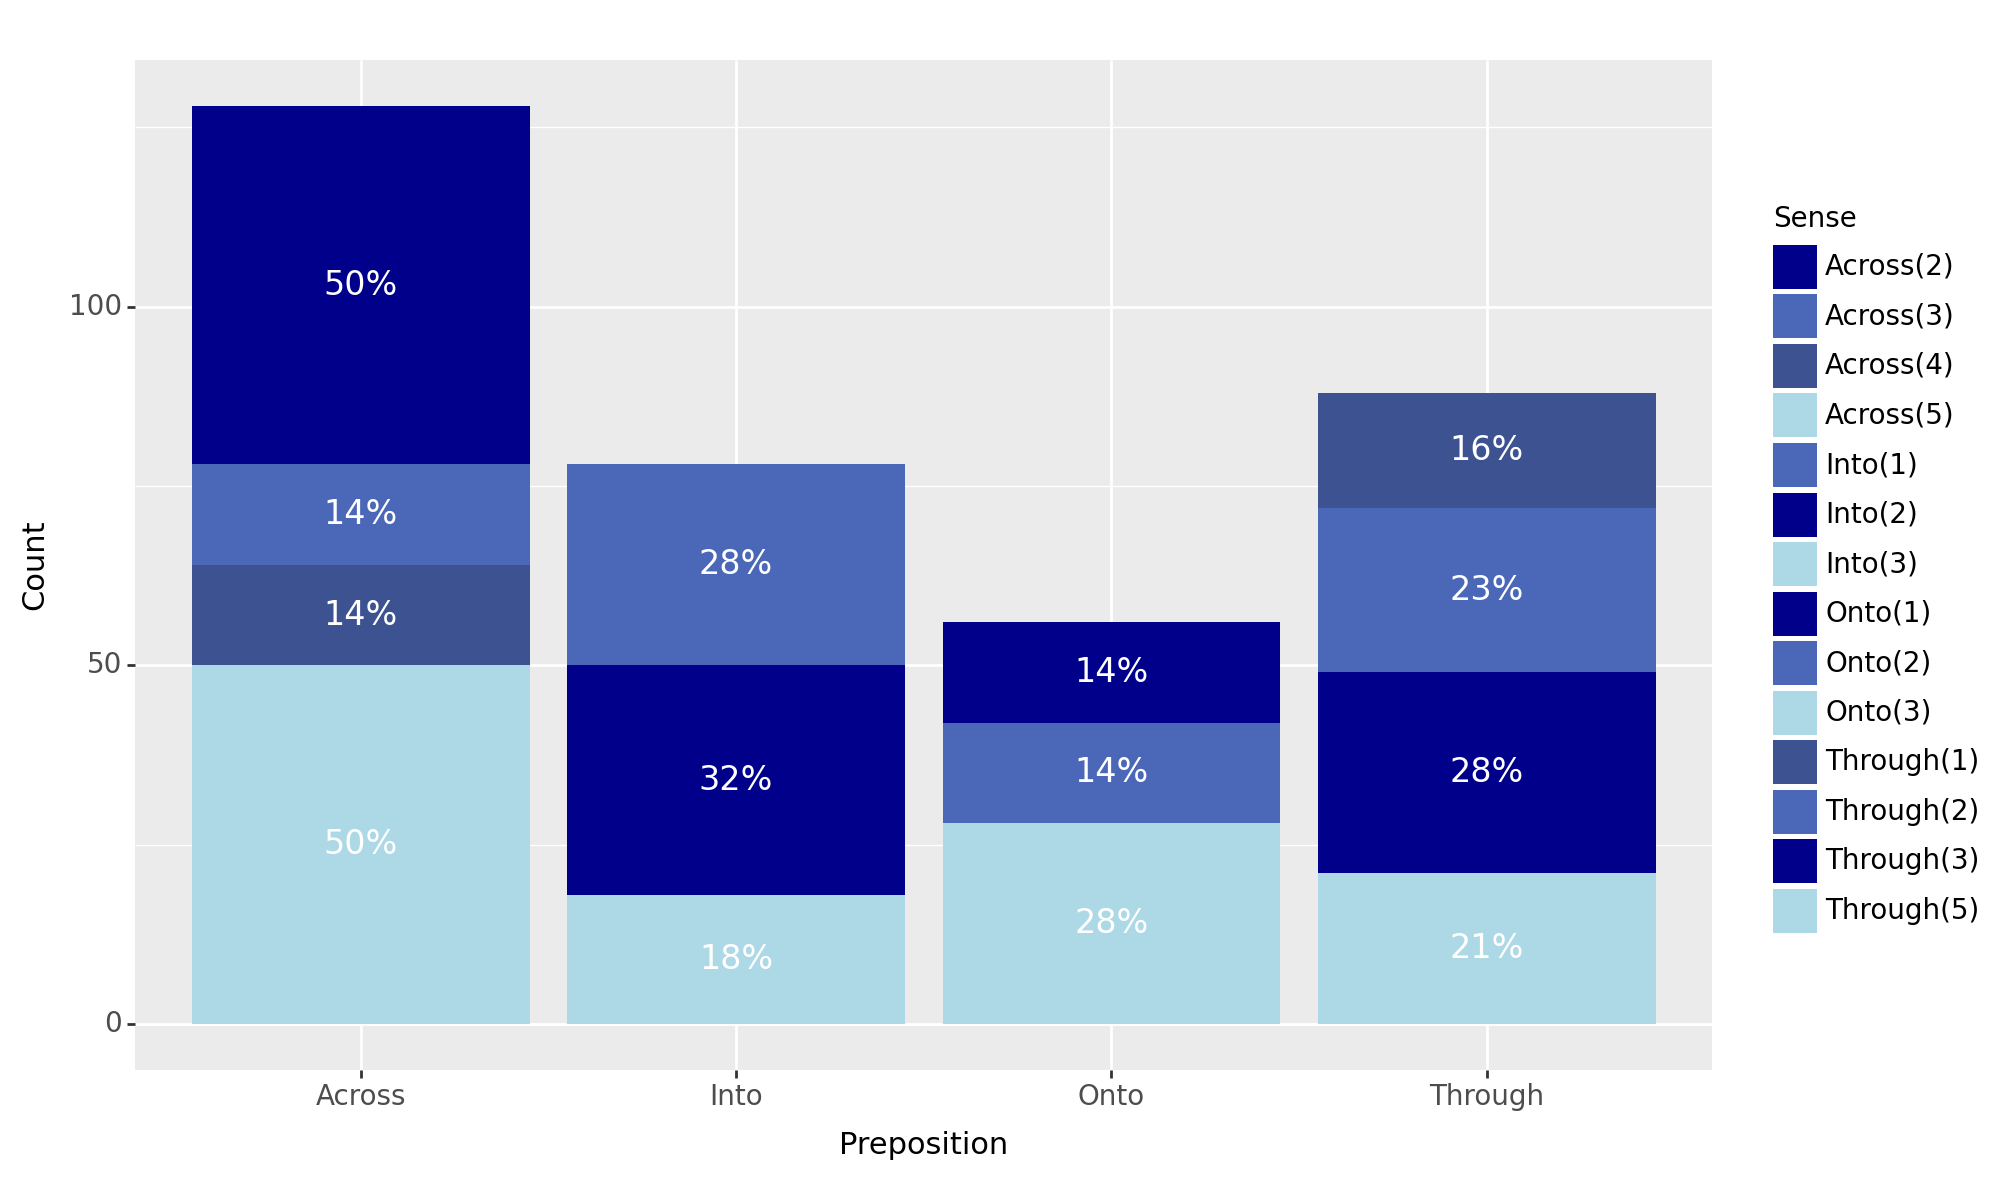 50%
14%
14%
50%
28%
32%
18%
14%
14%
28%
16%
23%
28%
21%
100
50
0
Count
Across
Into
Onto
Through
Preposition
Sense
Across(2)
Across(3)
Across(4)
Across(5)
Into(1)
Into(2)
Into(3)
Onto(1)
Onto(2)
Onto(3)
Through(1)
Through(2)
Through(3)
Through(5)